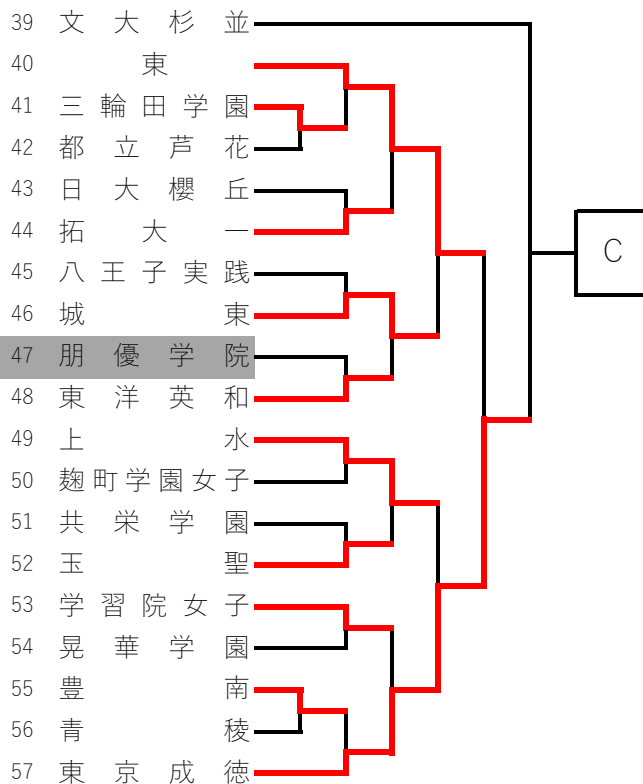 39 文大杉並
40 東
41 三輪田学園
42 都立芦花
43 日大櫻丘
44 拓大一
45 八王子実践
46 城東
47 朋優学院
48 東洋英和
49 上水
50 麹町学園女子
51 共栄学園
52 玉聖
53 学習院女子
54 晃華学園
55 豊南
56 青稜
57 東京成徳
C